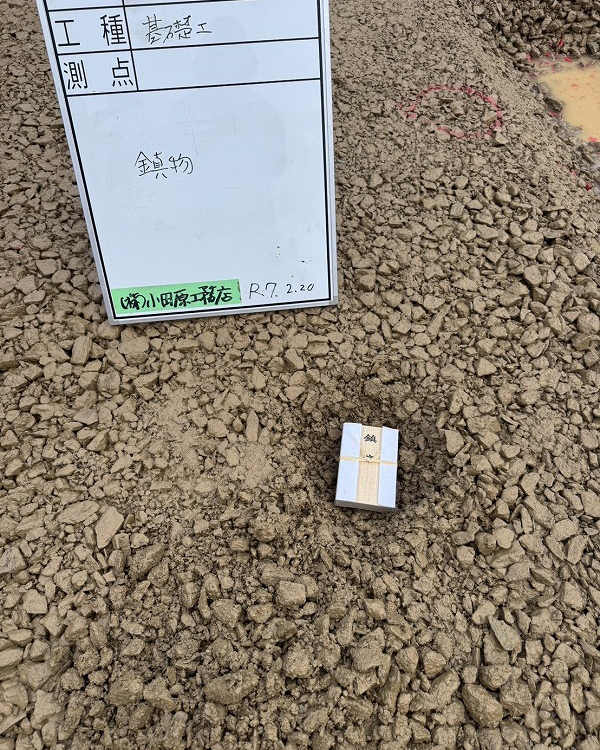 工種 基礎工
測点
鎮物
(株)小田原工務店 R.7.2.20
鎮